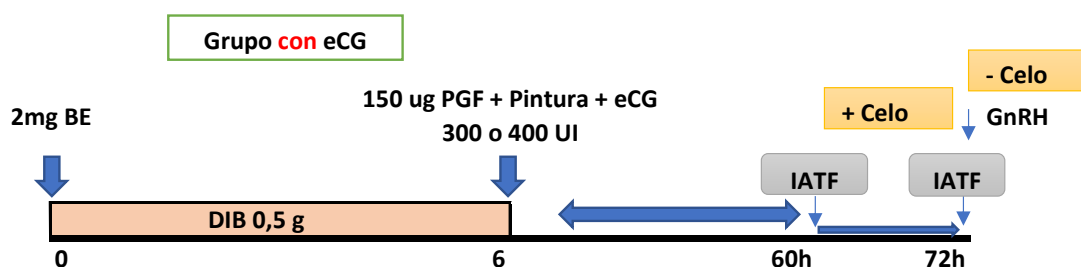 Grupo con eCG
- Celo
150 ug PGF + Pintura + eCG
2mg BE
+ Celo
GnRH
300 o 400 UI
IATF
IATF
DIB 0,5 g
0
6
60h
72h